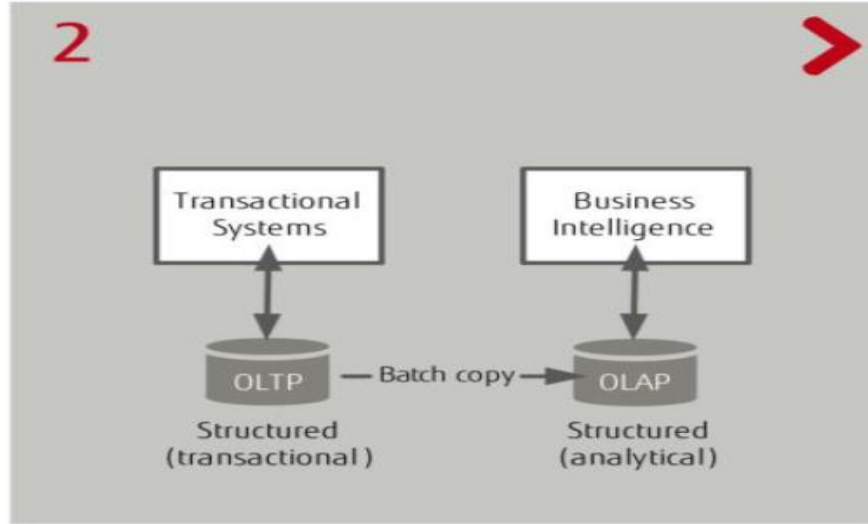 2
Transactional
Systems
Business
Intelligence
OLTP
Batch copy
OLAP
Structured
(transactional)
Structured
(analytical)